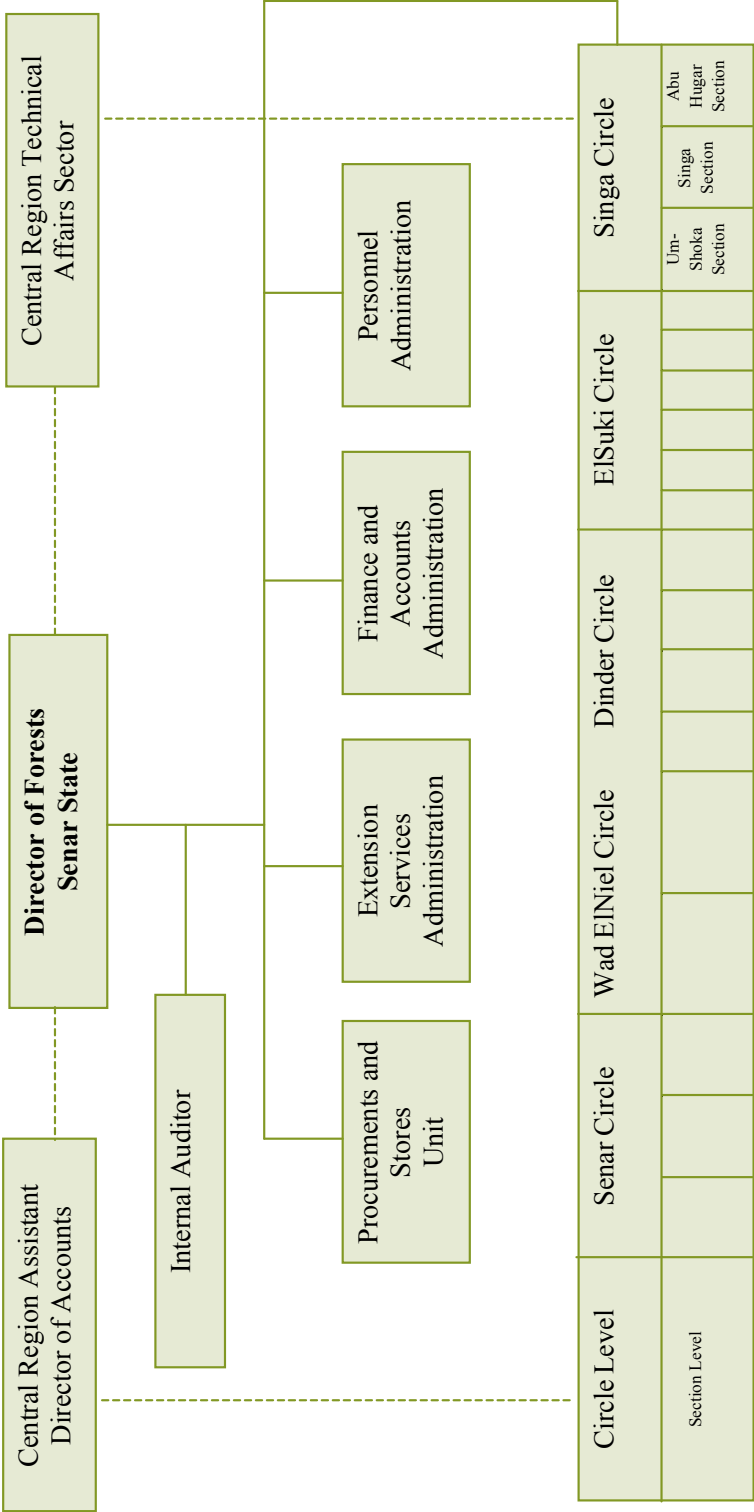 Central Region Assistant
Director of Accounts
Director of Forests
Senar State
Central Region Technical
Affairs Sector
Internal Auditor
Procurements and
Stores
Unit
Extension
Services
Administration
Finance and
Accounts
Administration
Personnel
Administration
Circle Level
Senar Circle
Wad ElNiel Circle
Dinder Circle
ElSuki Circle
Singa Circle
Section Level
Um-
Shoka
Section
Singa
Section
Abu
Hugar
Section